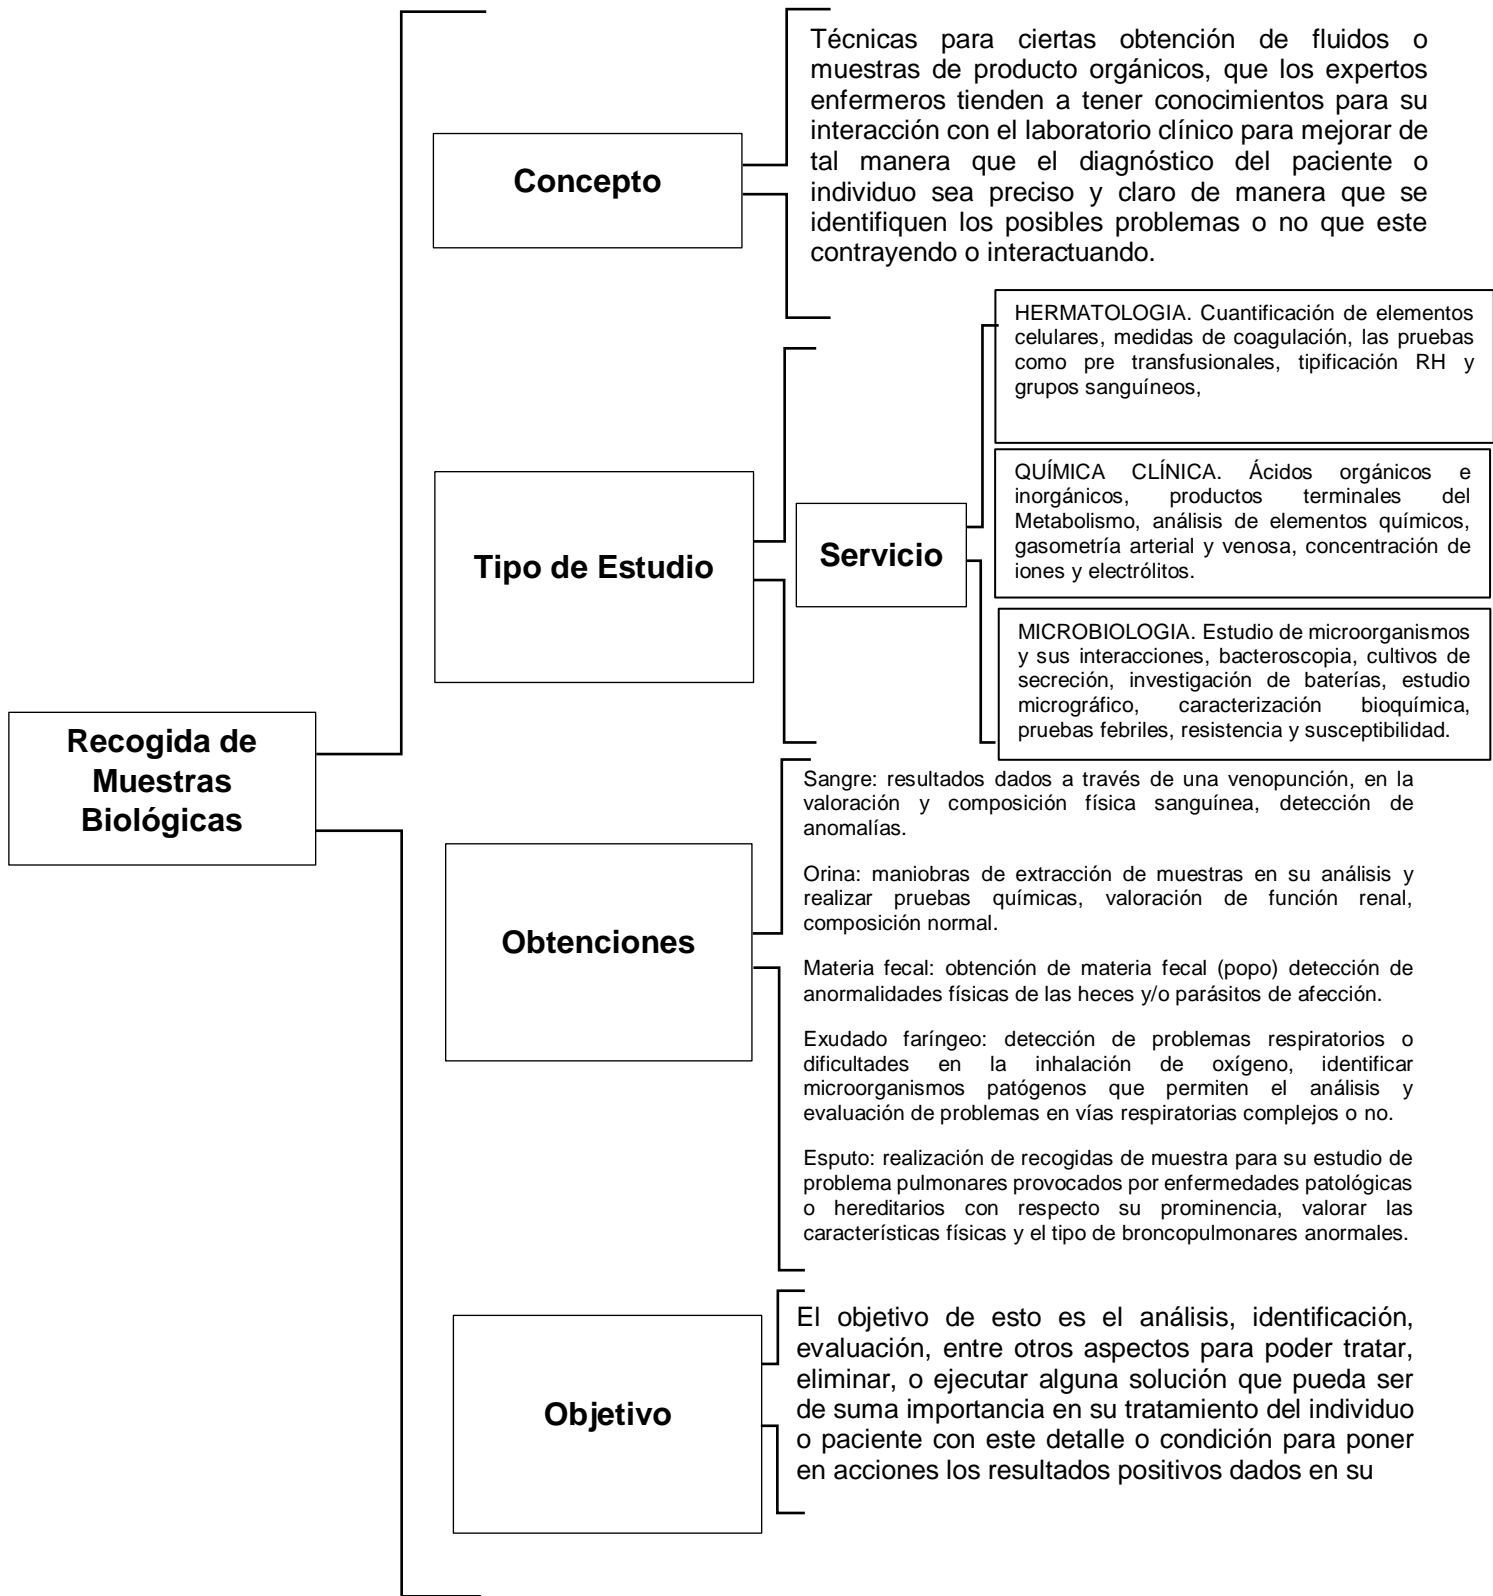 Técnicas para ciertas obtención de fluidos o
muestras de producto orgánicos, que los expertos
enfermeros tienden a tener conocimientos para su
interacción con el laboratorio clínico para mejorar de
tal manera que el diagnóstico del paciente o
individuo sea preciso y claro de manera que se
identifiquen los posibles problemas o no que este
contrayendo o interactuando.
Concepto
HERMATOLOGIA. Cuantificación de elementos
celulares, medidas de coagulación, las pruebas
como pre transfusionales, tipificación RH y
grupos sanguíneos,
QUÍMICA CLÍNICA. Ácidos orgánicos e
inorgánicos, productos terminales del
Metabolismo, análisis de elementos químicos,
gasometría arterial y venosa, concentración de
iones y electrólitos.
Servicio
Tipo de Estudio
MICROBIOLOGIA. Estudio de microorganismos
y sus interacciones, bacteroscopia, cultivos de
secreción, investigación de baterías, estudio
micrográfico, caracterización bioquímica,
pruebas febriles, resistencia y susceptibilidad.
Recogida de
Muestras
Biológicas
Sangre: resultados dados a través de una venopunción, en la
valoración y composición física sanguínea, detección de
anomalías.
Orina: maniobras de extracción de muestras en su análisis y
realizar pruebas químicas, valoración de función renal,
composición normal.
Obtenciones
Materia fecal: obtención de materia fecal (popo) detección de
anormalidades físicas de las heces y/o parásitos de afección.
Exudado faríngeo: detección de problemas respiratorios o
dificultades en la inhalación de oxígeno, identificar
microorganismos patógenos que permiten el análisis y
evaluación de problemas en vías respiratorias complejos o no.
Esputo: realización de recogidas de muestra para su estudio de
problema pulmonares provocados por enfermedades patológicas
o hereditarios con respecto su prominencia, valorar las
características físicas y el tipo de broncopulmonares anormales.
El objetivo de esto es el análisis, identificación,
evaluación, entre otros aspectos para poder tratar,
eliminar, o ejecutar alguna solución que pueda ser
de suma importancia en su tratamiento del individuo
o paciente con este detalle o condición para poner
en acciones los resultados positivos dados en su
Objetivo